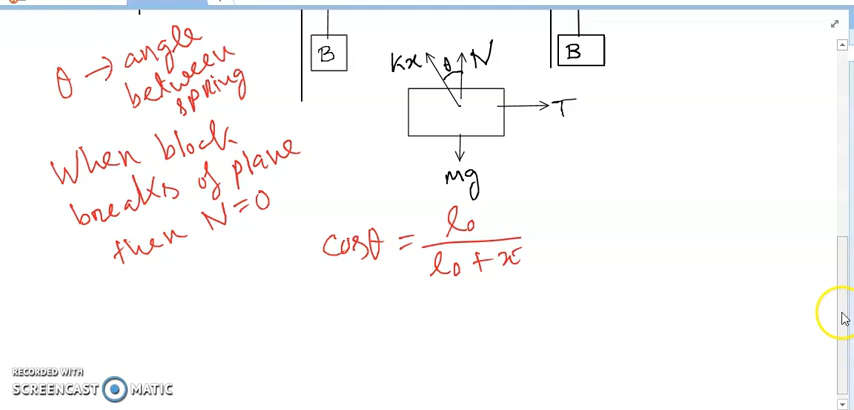 B
B
θ → angle
between
spring
When block
breaks of plane
then N=0
Kx θ N
T
mg
cosθ = l₀ / l₀ + x
RECORDED WITH
SCREENCAST MATIC